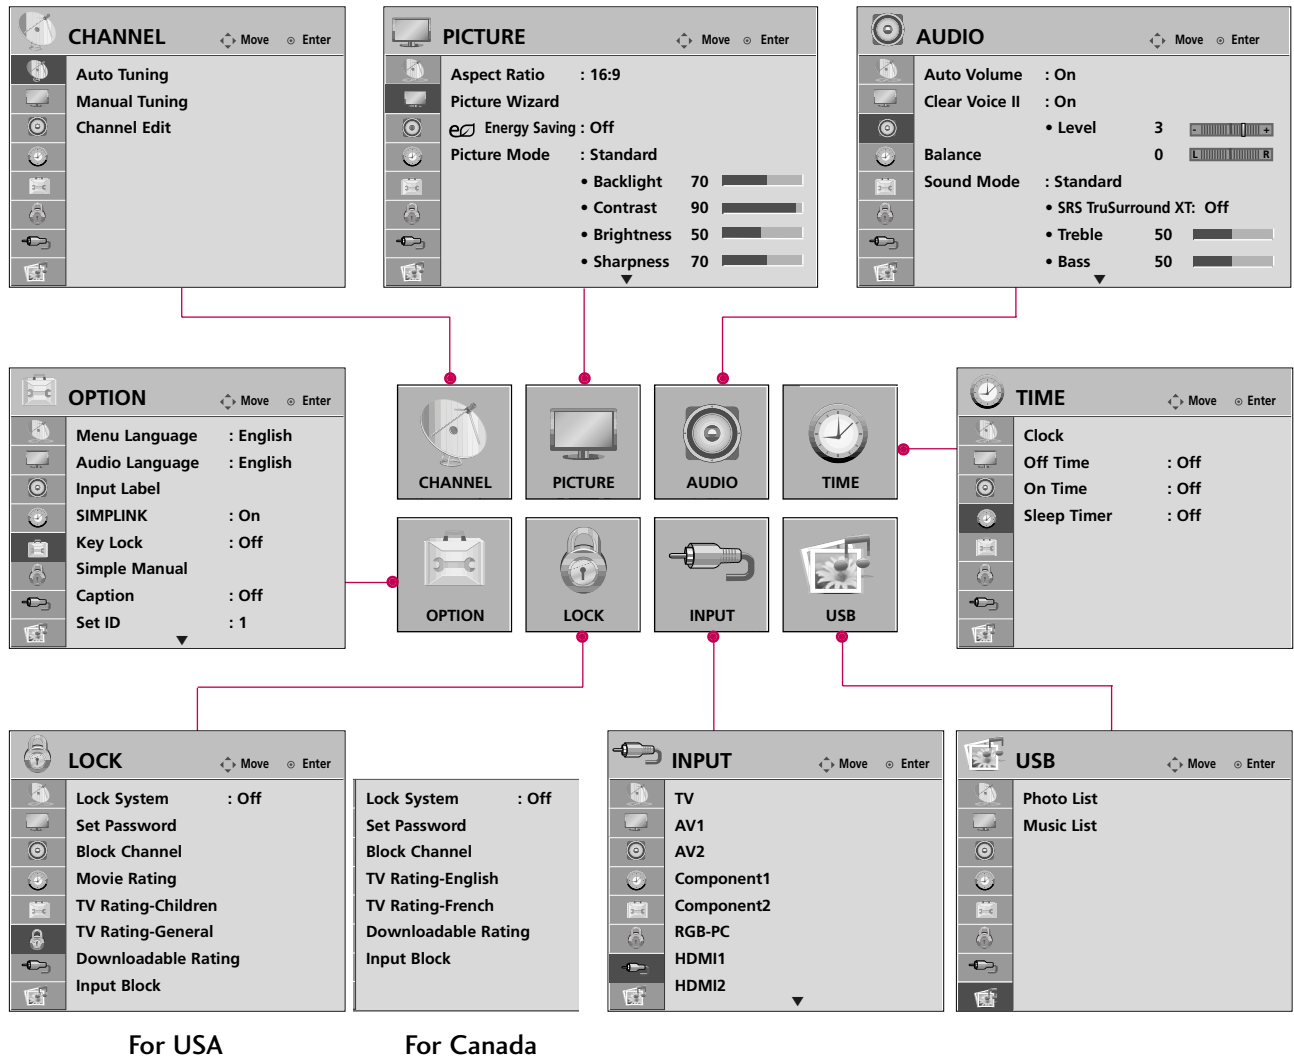 CHANNEL Move Enter
Auto Tuning
Manual Tuning
Channel Edit
PICTURE Move Enter
Aspect Ratio : 16:9
Picture Wizard
Energy Saving : Off
Picture Mode : Standard
• Backlight 70
• Contrast 90
• Brightness 50
• Sharpness 70
AUDIO Move Enter
Auto Volume : On
Clear Voice II : On
• Level 3 - +
Balance 0 L R
Sound Mode : Standard
• SRS TruSurround XT: Off
• Treble 50
• Bass 50
OPTION Move Enter
Menu Language : English
Audio Language : English
Input Label
SIMPLINK : On
Key Lock : Off
Simple Manual
Caption : Off
Set ID : 1
CHANNEL
PICTURE
AUDIO
TIME
OPTION
LOCK
INPUT
USB
TIME Move Enter
Clock
Off Time : Off
On Time : Off
Sleep Timer : Off
LOCK Move Enter
Lock System : Off
Set Password
Block Channel
Movie Rating
TV Rating-Children
TV Rating-General
Downloadable Rating
Input Block
For USA
Lock System : Off
Set Password
Block Channel
TV Rating-English
TV Rating-French
Downloadable Rating
Input Block
For Canada
INPUT Move Enter
TV
AV1
AV2
Component1
Component2
RGB-PC
HDMI1
HDMI2
USB Move Enter
Photo List
Music List